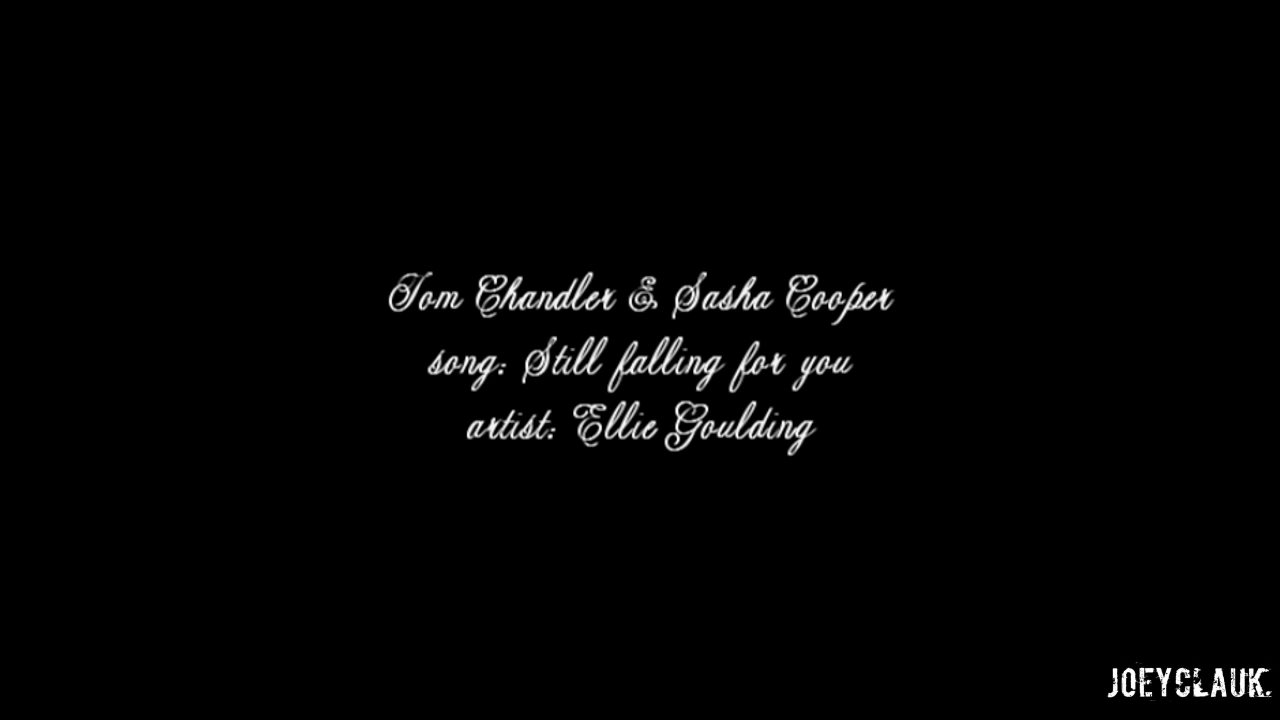 Tom Chandler & Sasha Cooper
song: Still falling for you
artist: Ellie Goulding
JOEYCLAUK.